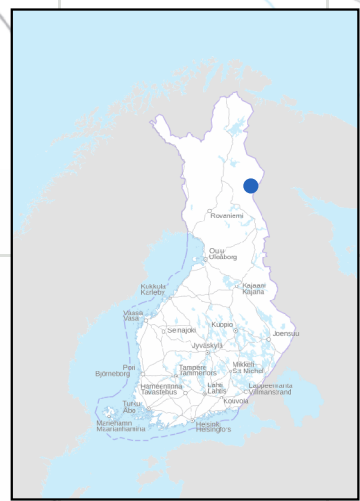 Rovaniemi
Oulu
Uleåborg
Kajaani
Kajana
Kokkola
Karleby
Vaasa
Vasa
Seinäjoki
Kuopio
Joensuu
Jyväskylä
Pori
Björneborg
Tampere
Tammerfors
Mikkeli
S:t Michel
Hämeenlinna
Tavastehus
Lahti
Lahtis
Lappeenranta
Villmanstrand
Kouvola
Turku
Åbo
Maarianhamina
Helsinki
Helsingfors